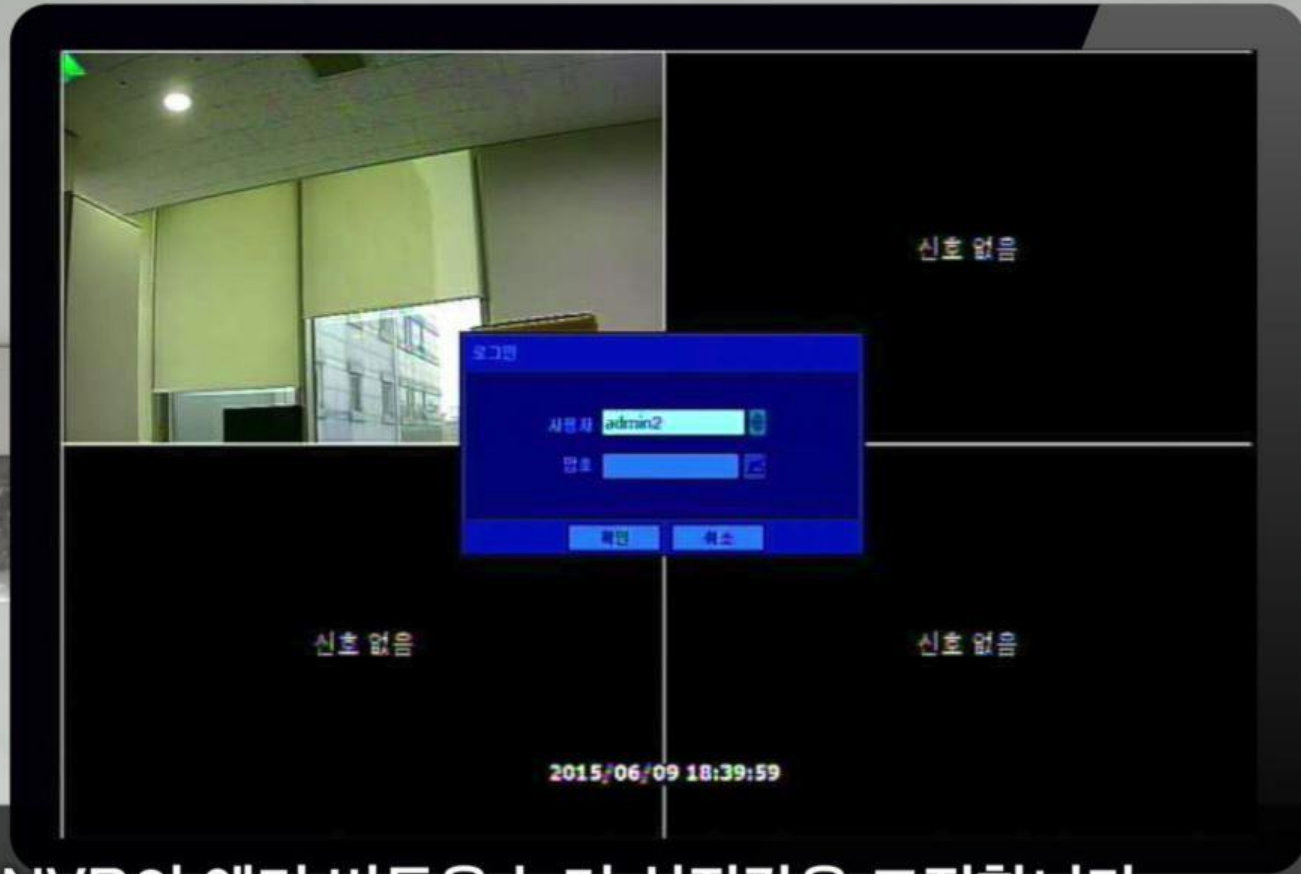 신호 없음
로그인
사용자 admin2
암호
확인 취소
신호 없음 신호 없음
2015/06/09 18:39:59